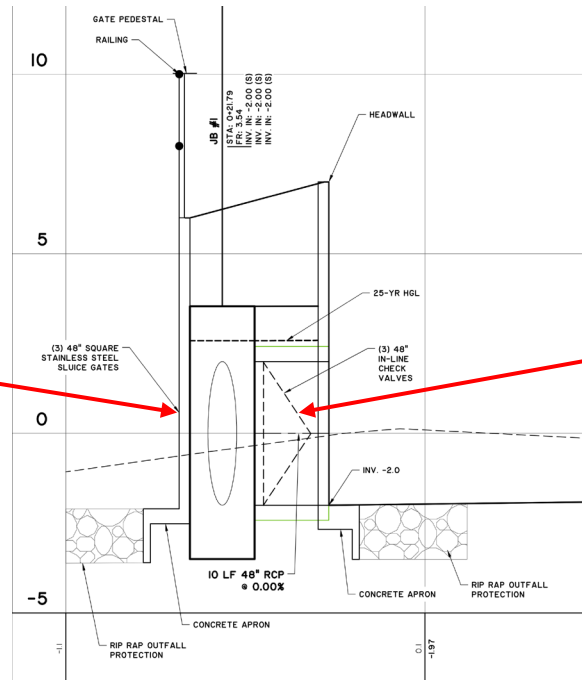 GATE PEDESTAL
RAILING
10
JB #1
STA: 0+21.79
FR: 3.54
INV. IN: -2.00 (S)
INV. IN: -2.00 (S)
INV. IN: -2.00 (S)
HEADWALL
5
25-YR HGL
(3) 48" SQUARE
STAINLESS STEEL
SLUICE GATES
(3) 48"
IN-LINE
CHECK
VALVES
0
INV. -2.0
10 LF 48" RCP
@ 0.00%
CONCRETE APRON
RIP RAP OUTFALL
PROTECTION
-5
CONCRETE APRON
RIP RAP OUTFALL
PROTECTION
-1.1
0.1
-1.97